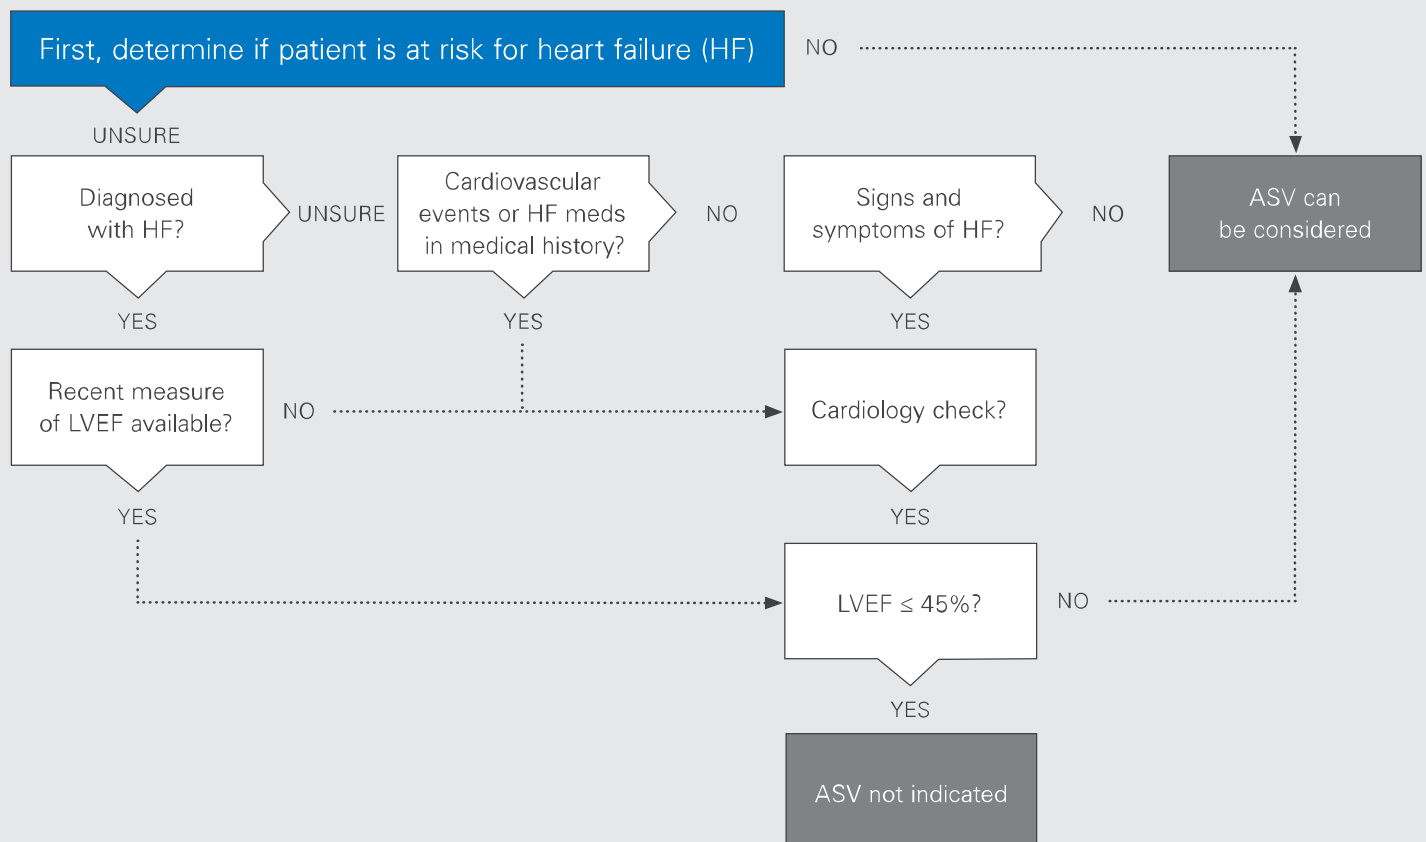 First, determine if patient is at risk for heart failure (HF)
NO
UNSURE
Diagnosed
with HF?
UNSURE
Cardiovascular
events or HF meds
in medical history?
NO
Signs and
symptoms of HF?
NO
ASV can
be considered
YES
YES
YES
Recent measure
of LVEF available?
NO
Cardiology check?
YES
YES
LVEF ≤ 45%?
NO
YES
ASV not indicated